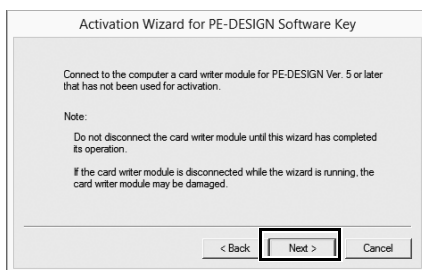 Activation Wizard for PE-DESIGN Software Key
Connect to the computer a card writer module for PE-DESIGN Ver. 5 or later
that has not been used for activation.
Note:
Do not disconnect the card writer module until this wizard has completed
its operation.
If the card writer module is disconnected while the wizard is running, the
card writer module may be damaged.
< Back Next > Cancel